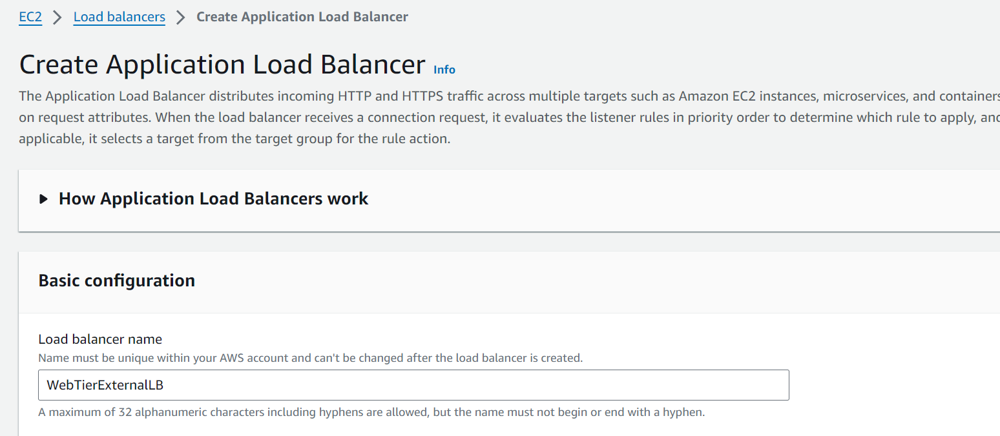 EC2 > Load balancers > Create Application Load Balancer
Create Application Load Balancer Info
The Application Load Balancer distributes incoming HTTP and HTTPS traffic across multiple targets such as Amazon EC2 instances, microservices, and containers
on request attributes. When the load balancer receives a connection request, it evaluates the listener rules in priority order to determine which rule to apply, and
applicable, it selects a target from the target group for the rule action.
How Application Load Balancers work
Basic configuration
Load balancer name
Name must be unique within your AWS account and can't be changed after the load balancer is created.
WebTierExternalLB
A maximum of 32 alphanumeric characters including hyphens are allowed, but the name must not begin or end with a hyphen.